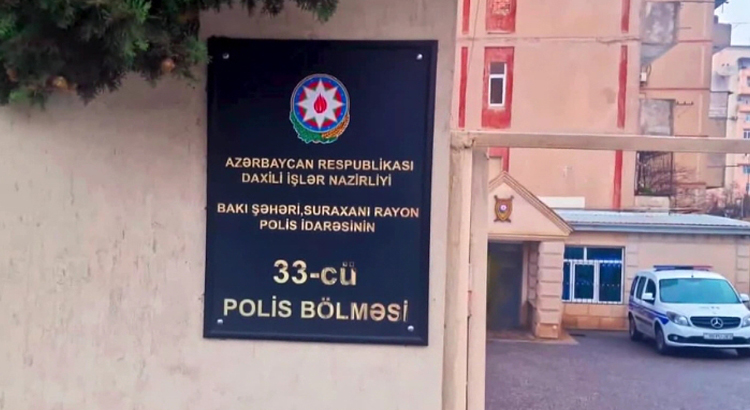 AZƏRBAYCAN RESPUBLİKASI
DAXİLİ İŞLƏR NAZİRLİYİ
BAKI ŞƏHƏRİ,SURAXANI RAYON
POLİS İDARƏSİNİN
33-cü
POLİS BÖLMƏSİ